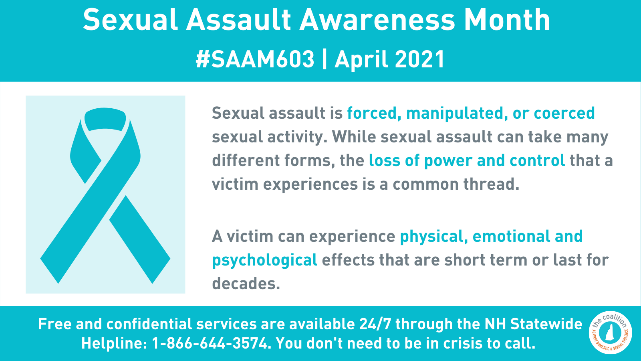 Sexual Assault Awareness Month
#SAAM603 | April 2021
Sexual assault is forced, manipulated, or coerced
sexual activity. While sexual assault can take many
different forms, the loss of power and control that a
victim experiences is a common thread.
A victim can experience physical, emotional and
psychological effects that are short term or last for
decades.
Free and confidential services are available 24/7 through the NH Statewide
Helpline: 1-866-644-3574. You don't need to be in crisis to call.
the coalition